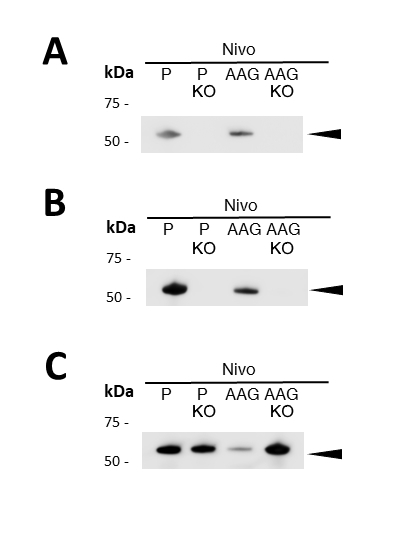 A
Nivo
kDa P P AAG AAG
KO KO
75 -
50 -
B
Nivo
kDa P P AAG AAG
KO KO
75 -
50 -
C
Nivo
kDa P P AAG AAG
KO KO
75 -
50 -